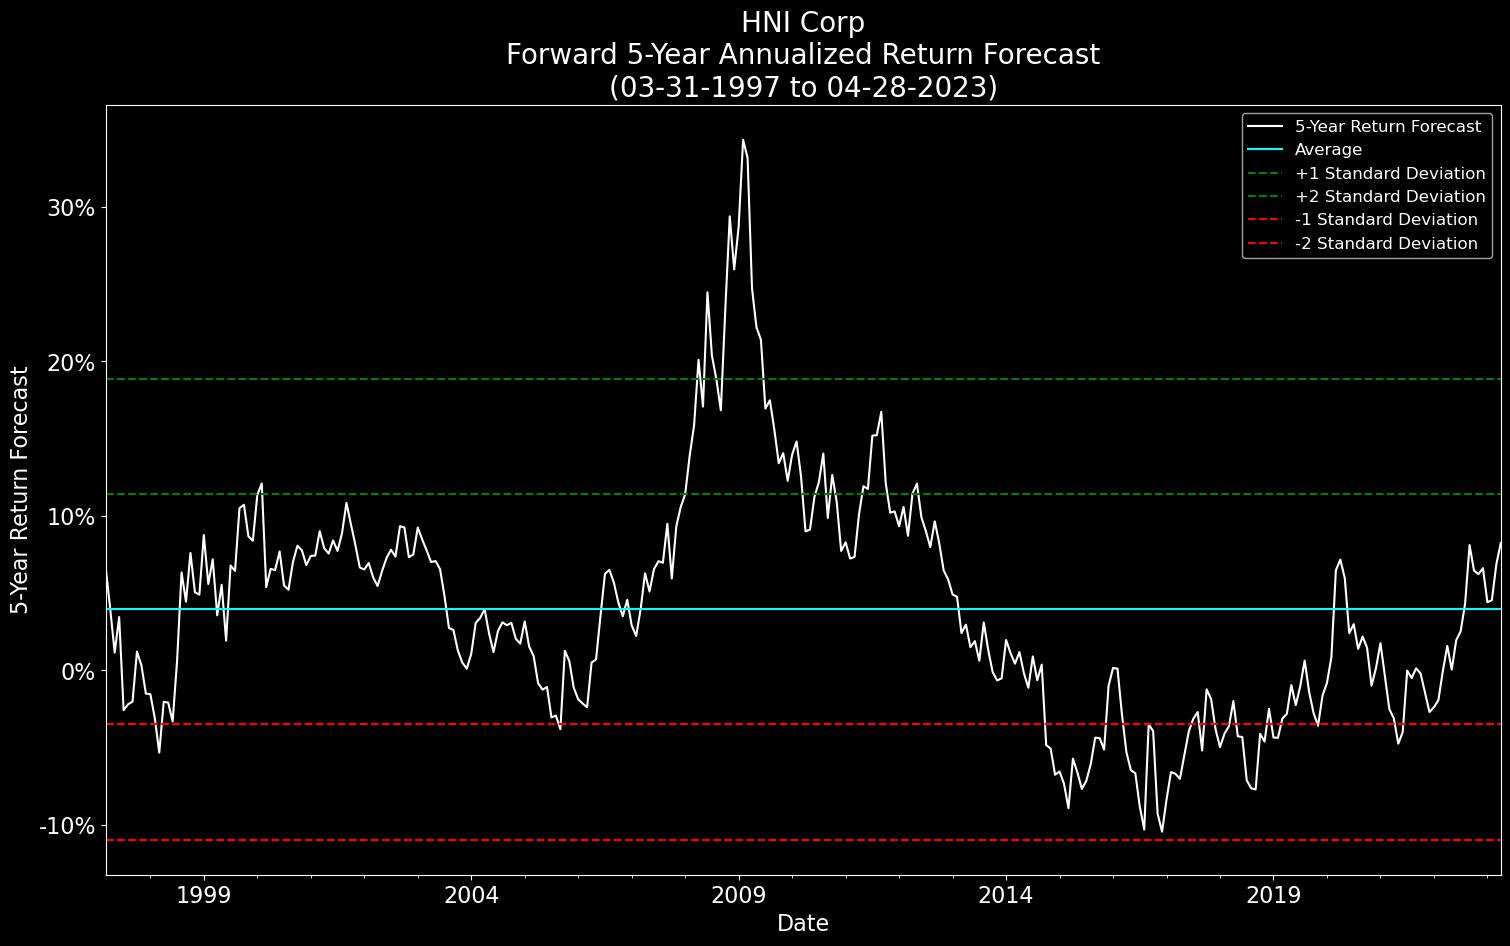 HNI Corp
Forward 5-Year Annualized Return Forecast
(03-31-1997 to 04-28-2023)
5-Year Return Forecast
Average
+1 Standard Deviation
+2 Standard Deviation
-1 Standard Deviation
-2 Standard Deviation
30%
20%
10%
0%
-10%
5-Year Return Forecast
1999
2004
2009
2014
2019
Date